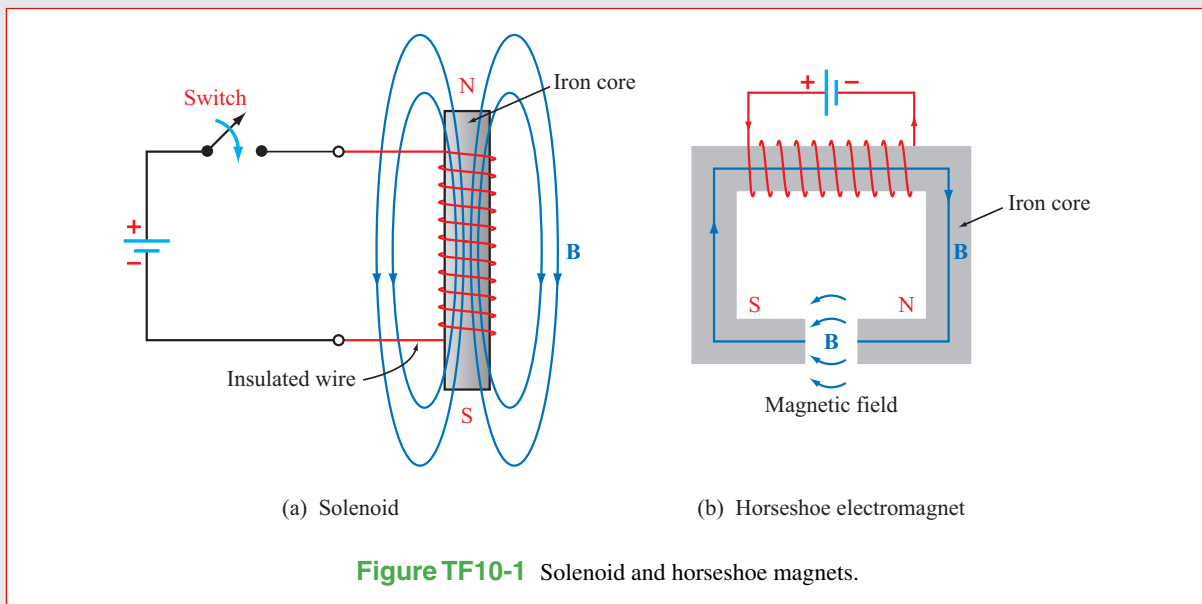 Switch
+
−
Insulated wire
N
Iron core
B
S
(a) Solenoid
+ −
Iron core
B
S N
B
Magnetic field
(b) Horseshoe electromagnet
Figure TF10-1 Solenoid and horseshoe magnets.